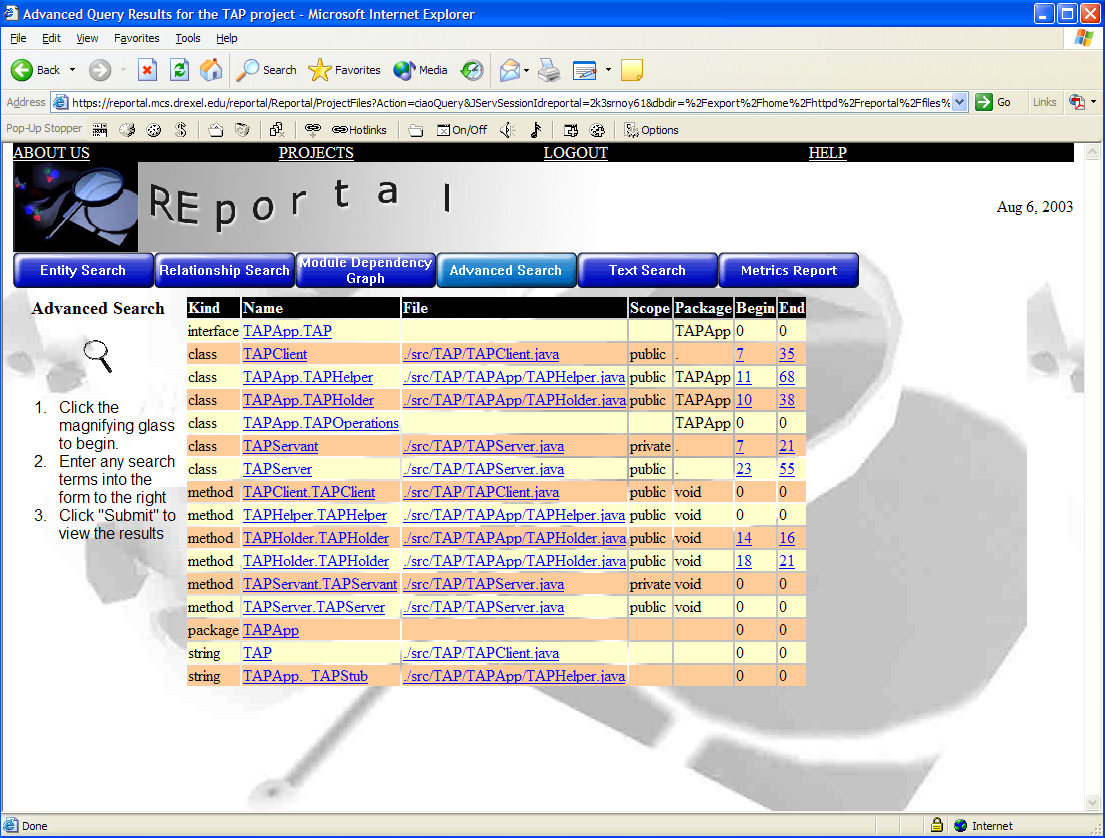 Advanced Query Results for the TAP project - Microsoft Internet Explorer
File Edit View Favorites Tools Help
Back Search Favorites Media
Address https://reportal.mcs.drexel.edu/reportal/Reportal/ProjectFiles?Action=ciaoQuery&JServSessionIdreportal=2k3srnoy61&dbdir=%2Fexport%2Fhome%2Fhttpd%2Freportal%2Ffiles% Go Links
Pop-Up Stopper Hotlinks On/Off Options
ABOUT US PROJECTS LOGOUT HELP
REportal
Aug 6, 2003
Entity Search Relationship Search Module Dependency Graph Advanced Search Text Search Metrics Report
Advanced Search
1. Click the
magnifying glass
to begin.
2. Enter any search
terms into the
form to the right
3. Click "Submit" to
view the results
Kind Name File Scope Package Begin End
interface TAPApp.TAP TAPApp 0 0
class TAPClient ./src/TAP/TAPClient.java public . 7 35
class TAPApp.TAPHelper ./src/TAP/TAPApp/TAPHelper.java public TAPApp 11 68
class TAPApp.TAPHolder ./src/TAP/TAPApp/TAPHolder.java public TAPApp 10 38
class TAPApp.TAPOperations TAPApp 0 0
class TAPServant ./src/TAP/TAPServer.java private . 7 21
class TAPServer ./src/TAP/TAPServer.java public . 23 55
method TAPClient.TAPClient ./src/TAP/TAPClient.java public void 0 0
method TAPHelper.TAPHelper ./src/TAP/TAPApp/TAPHelper.java public void 0 0
method TAPHolder.TAPHolder ./src/TAP/TAPApp/TAPHolder.java public void 14 16
method TAPHolder.TAPHolder ./src/TAP/TAPApp/TAPHolder.java public void 18 21
method TAPServant.TAPServant ./src/TAP/TAPServer.java private void 0 0
method TAPServer.TAPServer ./src/TAP/TAPServer.java public void 0 0
package TAPApp 0 0
string TAP ./src/TAP/TAPClient.java 0 0
string TAPApp._TAPStub ./src/TAP/TAPApp/TAPHelper.java 0 0
Done Internet